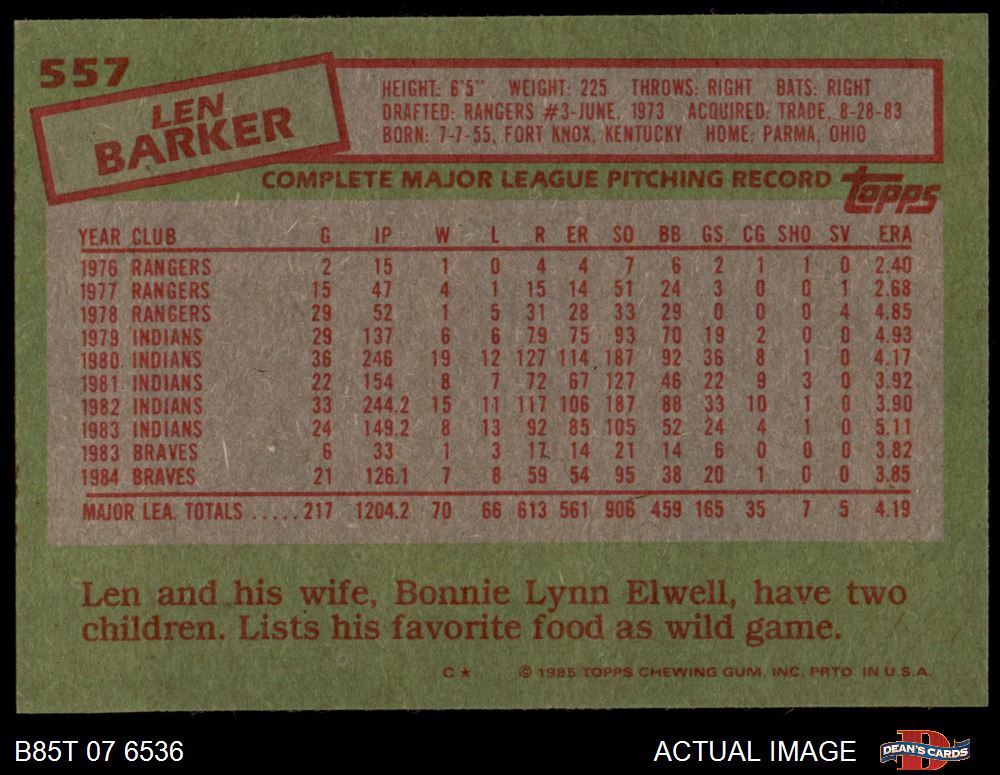 557
LEN
BARKER
HEIGHT: 6'5" WEIGHT: 225 THROWS: RIGHT BATS: RIGHT
DRAFTED: RANGERS #3-JUNE, 1973 ACQUIRED: TRADE, 8-28-83
BORN: 7-7-55, FORT KNOX, KENTUCKY HOME: PARMA, OHIO
COMPLETE MAJOR LEAGUE PITCHING RECORD topps
YEAR CLUB G IP W L R ER SO BB GS CG SHO SV ERA
1976 RANGERS 2 15 1 0 4 4 7 6 2 1 1 0 2.40
1977 RANGERS 15 47 4 1 15 14 51 24 3 0 0 1 2.68
1978 RANGERS 29 52 1 5 31 28 33 29 0 0 0 4 4.85
1979 INDIANS 29 137 6 6 79 75 93 70 19 2 0 0 4.93
1980 INDIANS 36 246 19 12 127 114 187 92 36 8 1 0 4.17
1981 INDIANS 22 154 8 7 72 67 127 46 22 9 3 0 3.92
1982 INDIANS 33 244.2 15 11 117 106 187 88 33 10 1 0 3.90
1983 INDIANS 24 149.2 8 13 92 85 105 52 24 4 1 0 5.11
1983 BRAVES 6 33 1 3 17 14 21 14 6 0 0 0 3.82
1984 BRAVES 21 126.1 7 8 59 54 95 38 20 1 0 0 3.85
MAJOR LEA. TOTALS .....217 1204.2 70 66 613 561 906 459 165 35 7 5 4.19
Len and his wife, Bonnie Lynn Elwell, have two
children. Lists his favorite food as wild game.
C* © 1985 TOPPS CHEWING GUM, INC. PRTD IN U.S.A.
B85T 07 6536 ACTUAL IMAGE DEAN'S CARDS